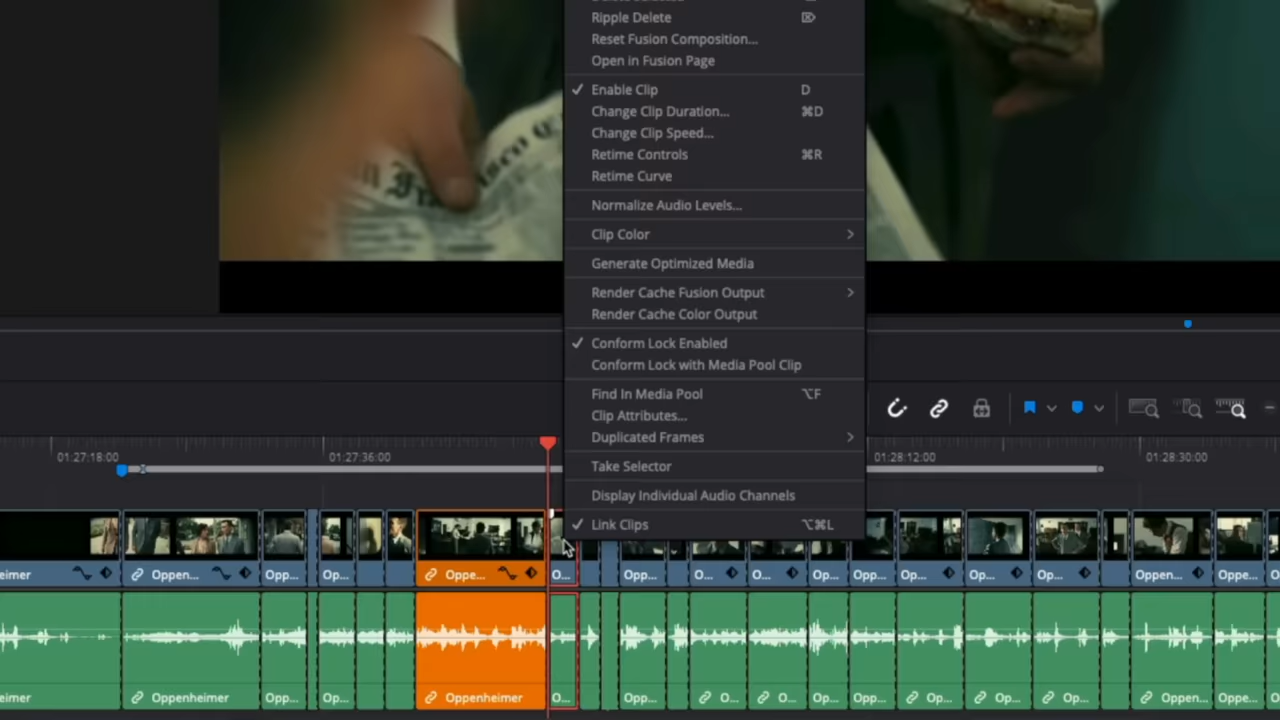 Ripple Delete
Reset Fusion Composition...
Open in Fusion Page
Enable Clip D
Change Clip Duration... ⌘D
Change Clip Speed...
Retime Controls ⌘R
Retime Curve
Normalize Audio Levels...
Clip Color
Generate Optimized Media
Render Cache Fusion Output
Render Cache Color Output
Conform Lock Enabled
Conform Lock with Media Pool Clip
Find In Media Pool ⌥F
Clip Attributes...
Duplicated Frames
Take Selector
Display Individual Audio Channels
Link Clips ⌥⌘L
01:27:18:00 01:27:36:00 01:28:12:00 01:28:30:00
eimer Oppen... Opp... Op... Oppe... O... Opp... O... O... Op... Opp... Op... Op... Op... Oppen... Oppe...
eimer Oppenheimer Opp... Op... Oppenheimer O... Opp... O... O... Op... Opp... Op... Op... Op... Oppen... Opp...